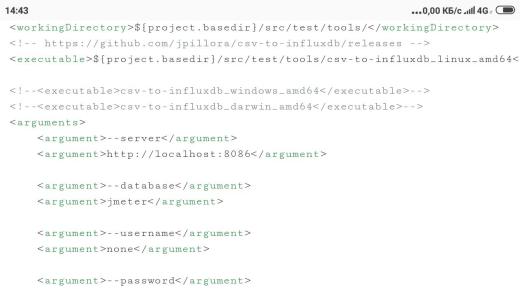 14:43 ...0,00 КБ/с 4G
<workingDirectory>${project.basedir}/src/test/tools/</workingDirectory>
<!-- https://github.com/jpillora/csv-to-influxdb/releases -->
<executable>${project.basedir}/src/test/tools/csv-to-influxdb_linux_amd64<
<!--<executable>csv-to-influxdb_windows_amd64</executable>-->
<!--<executable>csv-to-influxdb_darwin_amd64</executable>-->
<arguments>
<argument>--server</argument>
<argument>http://localhost:8086</argument>
<argument>--database</argument>
<argument>jmeter</argument>
<argument>--username</argument>
<argument>none</argument>
<argument>--password</argument>